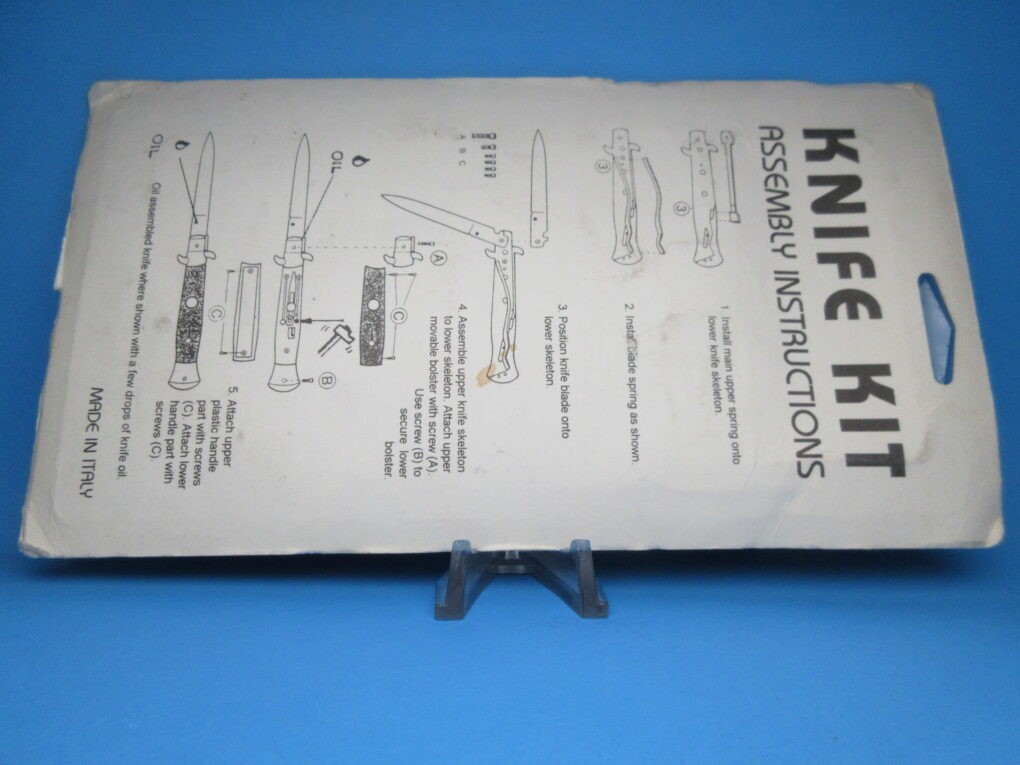 KNIFE KIT
ASSEMBLY INSTRUCTIONS
1 Install main upper spring onto
lower knife skeleton.
3
2 Install blade spring as shown.
3
3. Position knife blade onto
lower skeleton.
A B C
4. Assemble upper knife skeleton
to lower skeleton. Attach upper
movable bolster with screw (A).
Use screw (B) to
secure lower
bolster.
A
C
OIL
B
5. Attach upper
plastic handle
part with screws
(C). Attach lower
handle part with
screws (C).
C
OIL
Oil assembled knife where shown with a few drops of knife oil.
MADE IN ITALY